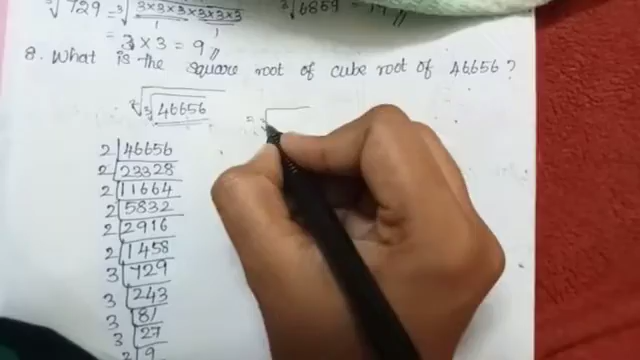 ∛729 = ∛3×3×3×3×3×3 ∛6859 = 19 //
= 3 × 3 = 9 //
8. What is the square root of cube root of 46656 ?
√∛46656 =
2 | 46656
2 | 23328
2 | 11664
2 | 5832
2 | 2916
2 | 1458
3 | 729
3 | 243
3 | 81
3 | 27
3 | 9